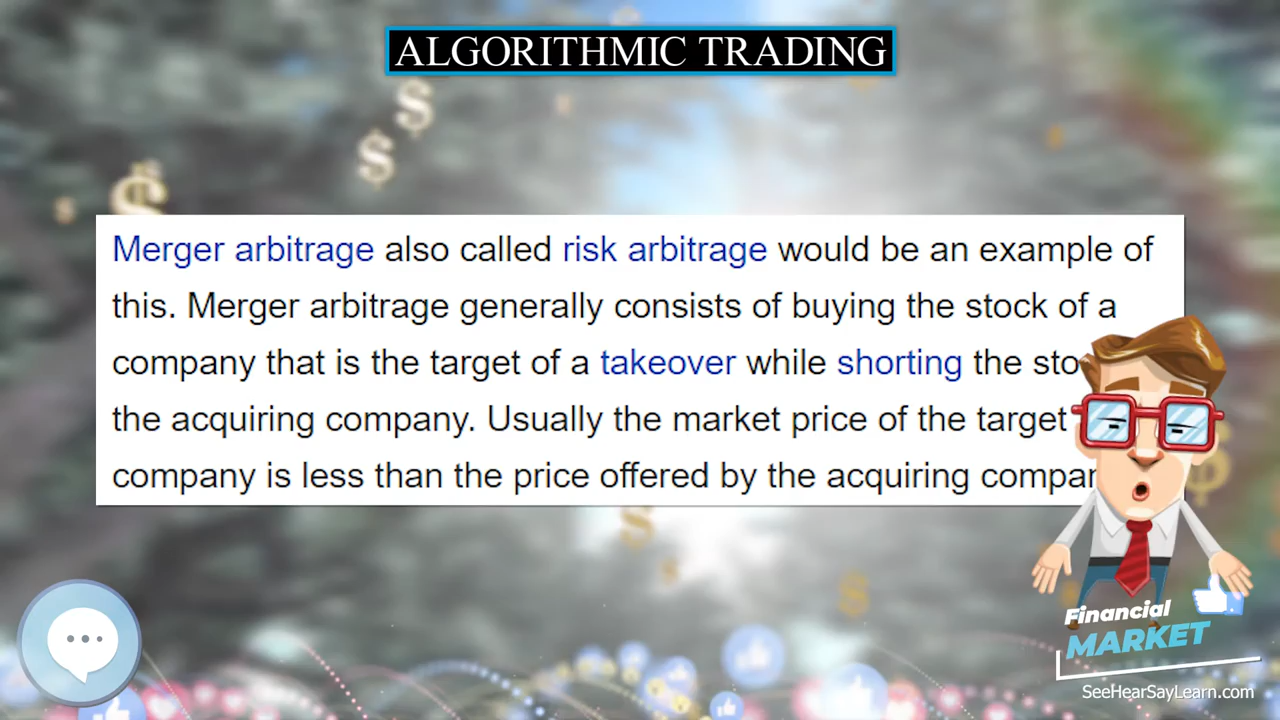 ALGORITHMIC TRADING
Merger arbitrage also called risk arbitrage would be an example of
this. Merger arbitrage generally consists of buying the stock of a
company that is the target of a takeover while shorting the
the acquiring company. Usually the market price of the target
company is less than the price offered by the acquiring
Financial
MARKET
SeeHearSayLearn.com